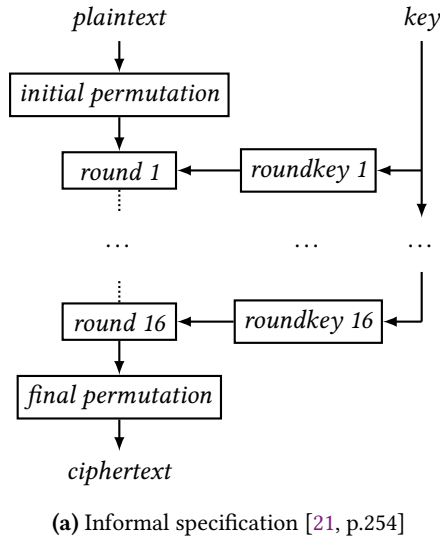 plaintext key
initial permutation
round 1 roundkey 1
... ... ...
round 16 roundkey 16
final permutation
ciphertext
(a) Informal specification [21, p.254]